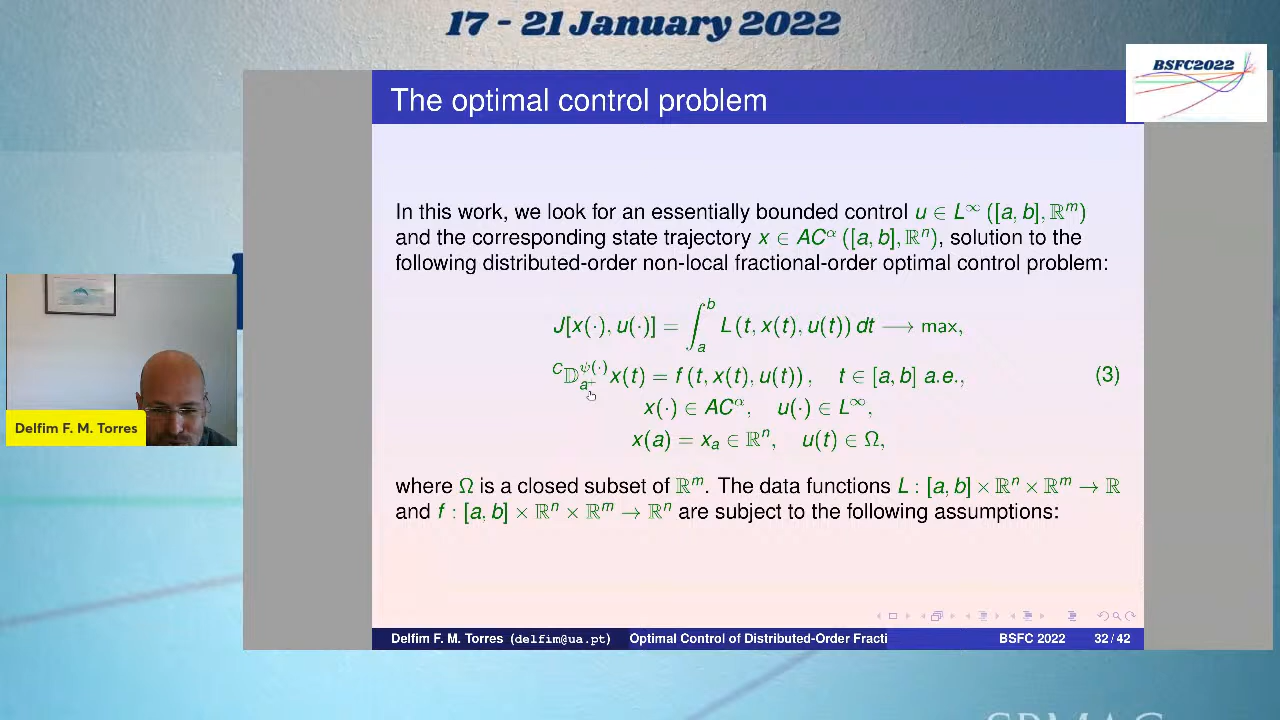 17 - 21 January 2022
BSFC2022
The optimal control problem
In this work, we look for an essentially bounded control u ∈ L^∞ ([a, b], ℝ^m)
and the corresponding state trajectory x ∈ AC^α ([a, b], ℝ^n), solution to the
following distributed-order non-local fractional-order optimal control problem:
J[x(·), u(·)] = ∫_a^b L (t, x(t), u(t)) dt ⟶ max,
^C𝔻_{a^+}^{ψ(·)} x(t) = f (t, x(t), u(t)) , t ∈ [a, b] a.e., (3)
x(·) ∈ AC^α, u(·) ∈ L^∞,
x(a) = x_a ∈ ℝ^n, u(t) ∈ Ω,
where Ω is a closed subset of ℝ^m. The data functions L : [a, b] × ℝ^n × ℝ^m → ℝ
and f : [a, b] × ℝ^n × ℝ^m → ℝ^n are subject to the following assumptions:
Delfim F. M. Torres
Delfim F. M. Torres (delfim@ua.pt) Optimal Control of Distributed-Order Fracti BSFC 2022 32 / 42